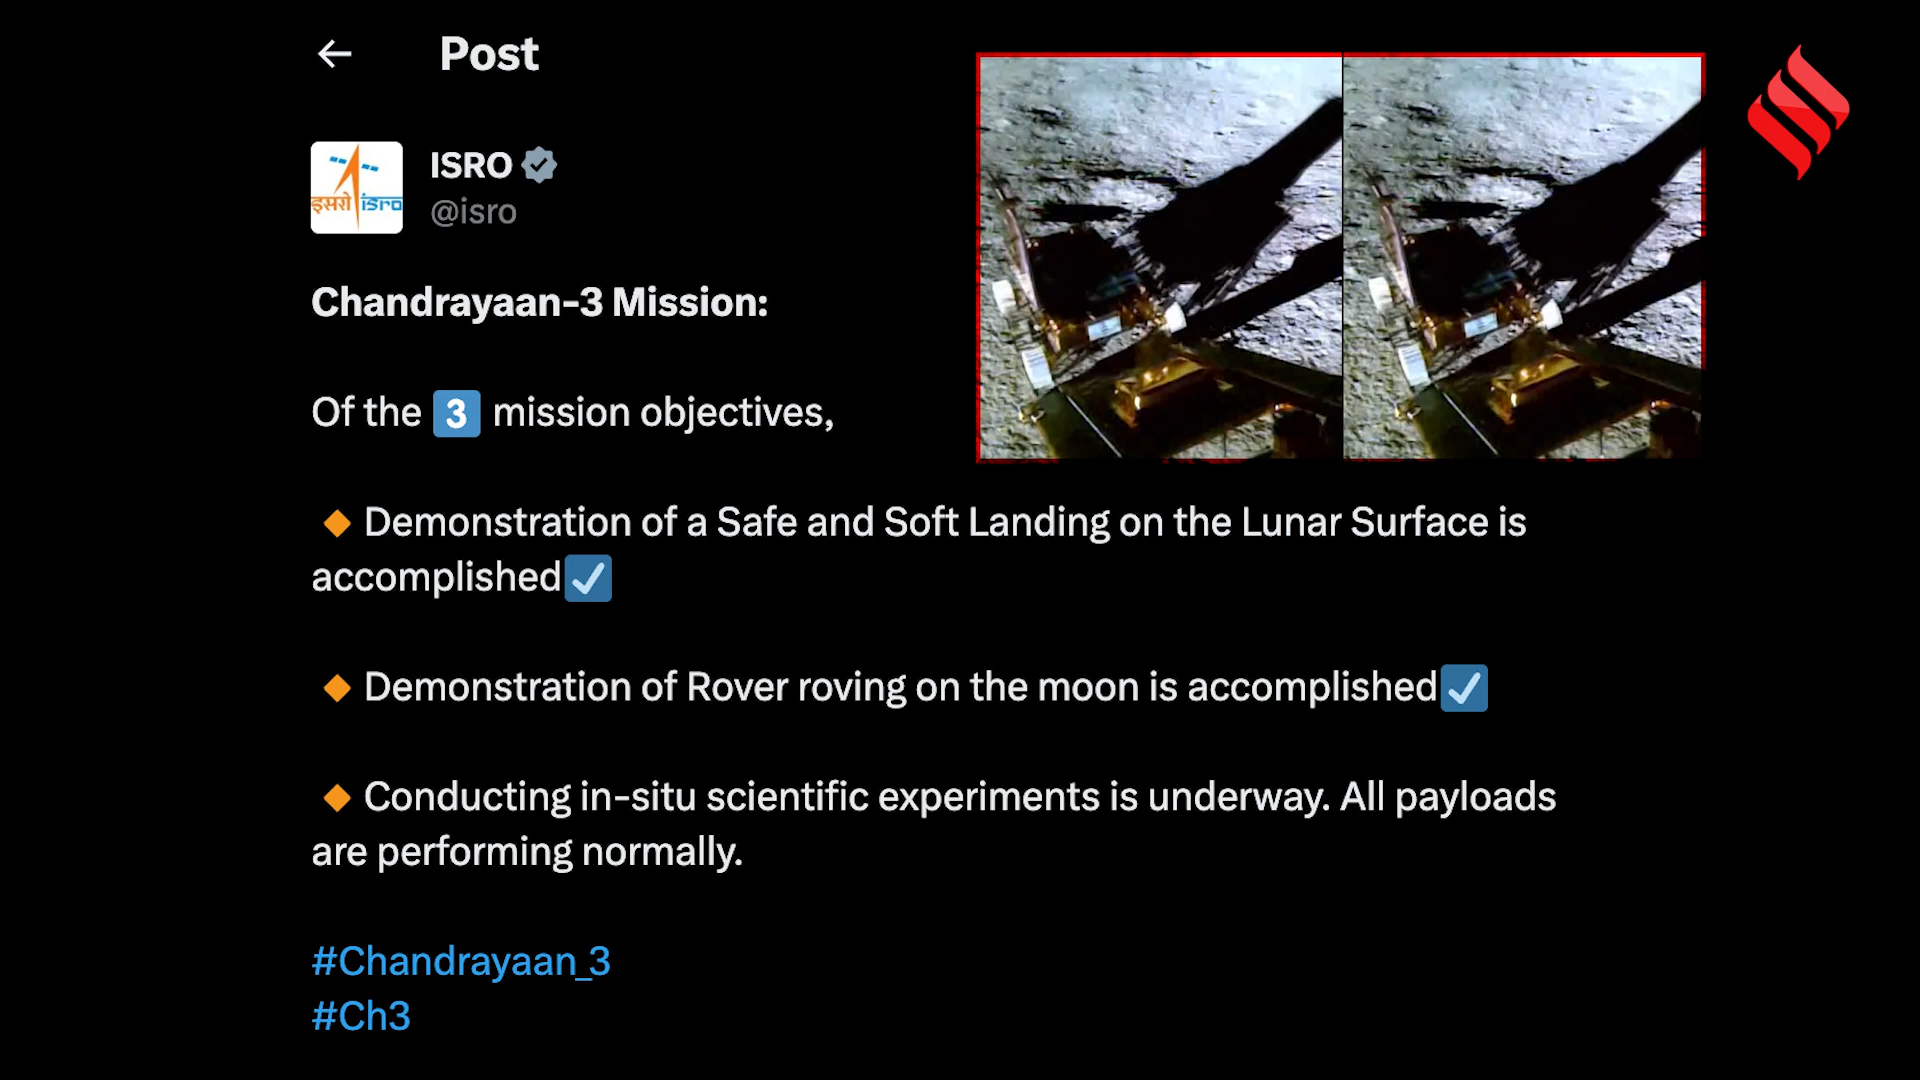 ← Post
इसरो isro
ISRO
@isro
Chandrayaan-3 Mission:
Of the 3 mission objectives,
🔸Demonstration of a Safe and Soft Landing on the Lunar Surface is
accomplished☑️
🔸Demonstration of Rover roving on the moon is accomplished☑️
🔸Conducting in-situ scientific experiments is underway. All payloads
are performing normally.
#Chandrayaan_3
#Ch3